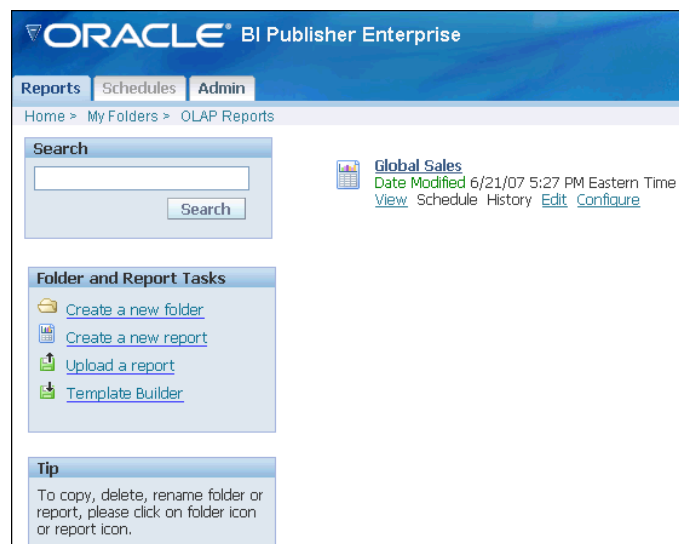 ORACLE® BI Publisher Enterprise
Reports Schedules Admin
Home > My Folders > OLAP Reports
Search
Search
Global Sales
Date Modified 6/21/07 5:27 PM Eastern Time
View Schedule History Edit Configure
Folder and Report Tasks
Create a new folder
Create a new report
Upload a report
Template Builder
Tip
To copy, delete, rename folder or
report, please click on folder icon
or report icon.